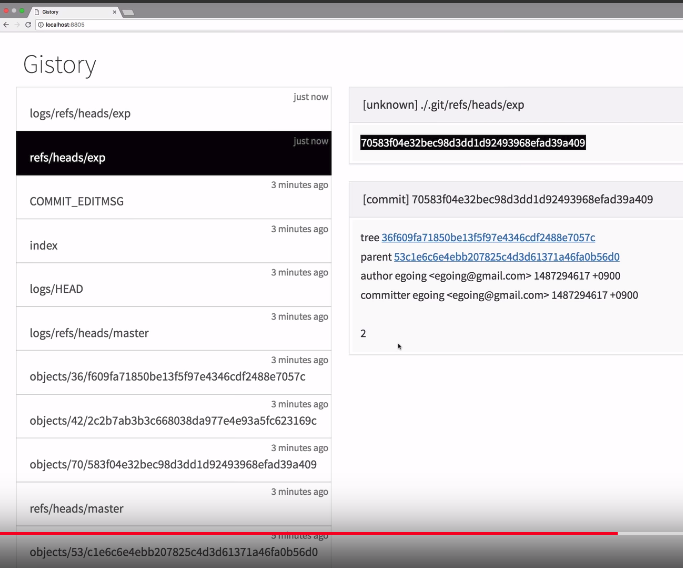 Gistory
localhost:8805
Gistory
just now
logs/refs/heads/exp
just now
refs/heads/exp
3 minutes ago
COMMIT_EDITMSG
3 minutes ago
index
3 minutes ago
logs/HEAD
3 minutes ago
logs/refs/heads/master
3 minutes ago
objects/36/f609fa71850be13f5f97e4346cdf2488e7057c
3 minutes ago
objects/42/2c2b7ab3b3c668038da977e4e93a5fc623169c
3 minutes ago
objects/70/583f04e32bec98d3dd1d92493968efad39a409
3 minutes ago
refs/heads/master
3 minutes ago
objects/53/c1e6c6e4ebb207825c4d3d61371a46fa0b56d0
[unknown] ./.git/refs/heads/exp
70583f04e32bec98d3dd1d92493968efad39a409
[commit] 70583f04e32bec98d3dd1d92493968efad39a409
tree 36f609fa71850be13f5f97e4346cdf2488e7057c
parent 53c1e6c6e4ebb207825c4d3d61371a46fa0b56d0
author egoing <egoing@gmail.com> 1487294617 +0900
committer egoing <egoing@gmail.com> 1487294617 +0900
2